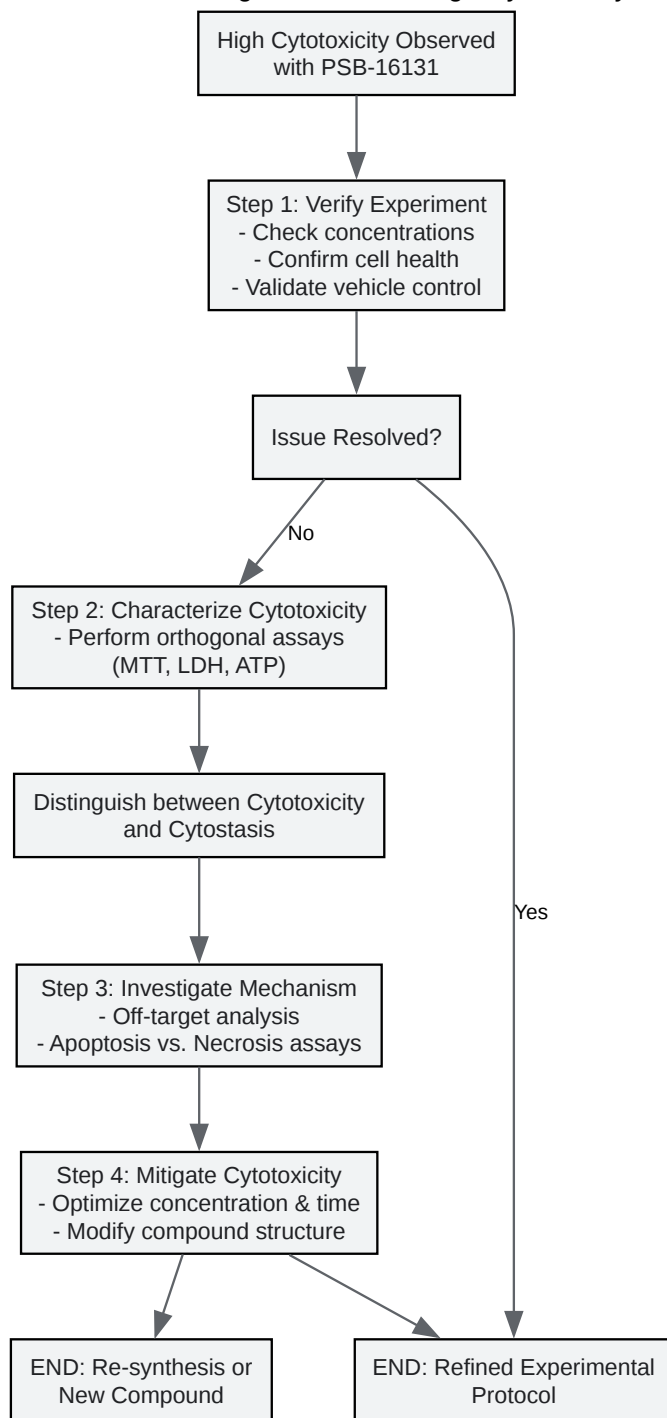 High Cytotoxicity Observed
with PSB-16131
Step 1: Verify Experiment
- Check concentrations
- Confirm cell health
- Validate vehicle control
Issue Resolved?
No
Step 2: Characterize Cytotoxicity
- Perform orthogonal assays
(MTT, LDH, ATP)
Distinguish between Cytotoxicity
and Cytostasis
Yes
Step 3: Investigate Mechanism
- Off-target analysis
- Apoptosis vs. Necrosis assays
Step 4: Mitigate Cytotoxicity
- Optimize concentration & time
- Modify compound structure
END: Re-synthesis or
New Compound
END: Refined Experimental
Protocol